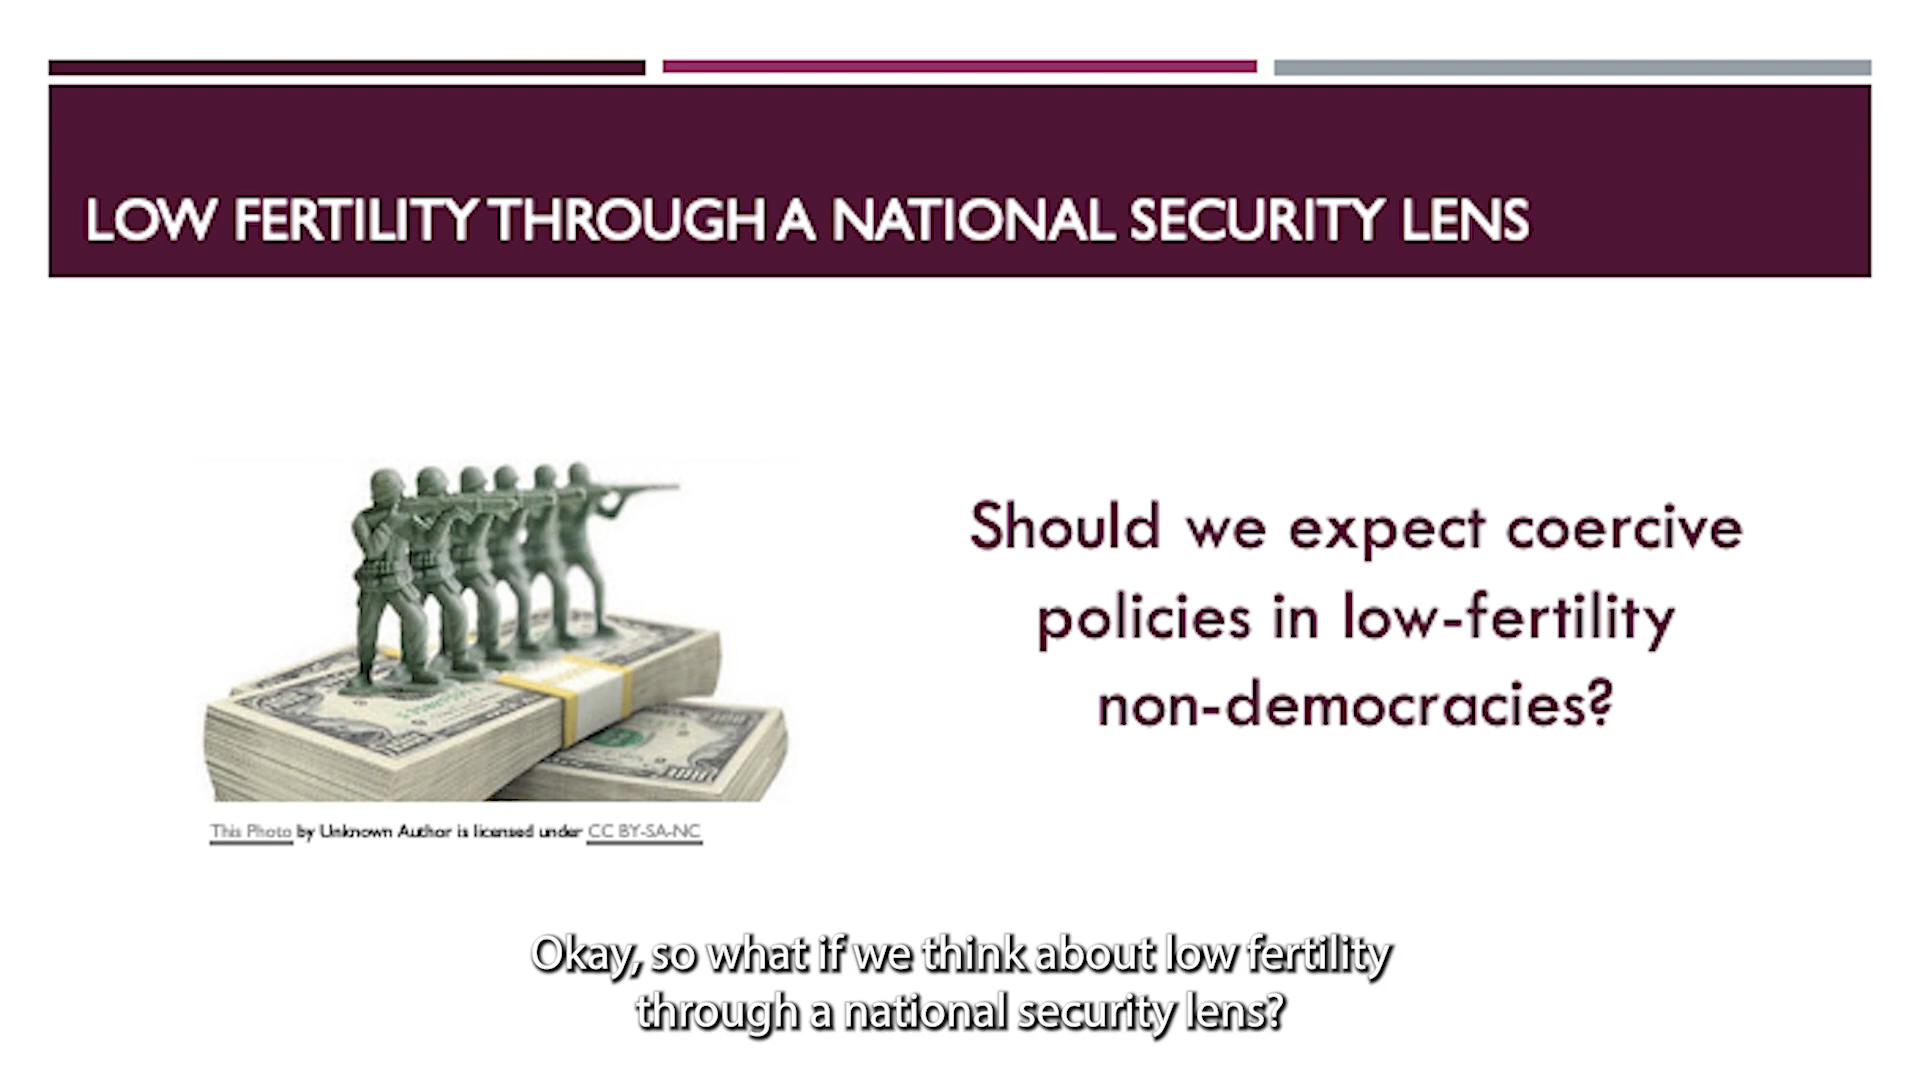 LOW FERTILITY THROUGH A NATIONAL SECURITY LENS
Should we expect coercive
policies in low-fertility
non-democracies?
This Photo by Unknown Author is licensed under CC BY-SA-NC
Okay, so what if we think about low fertility
through a national security lens?